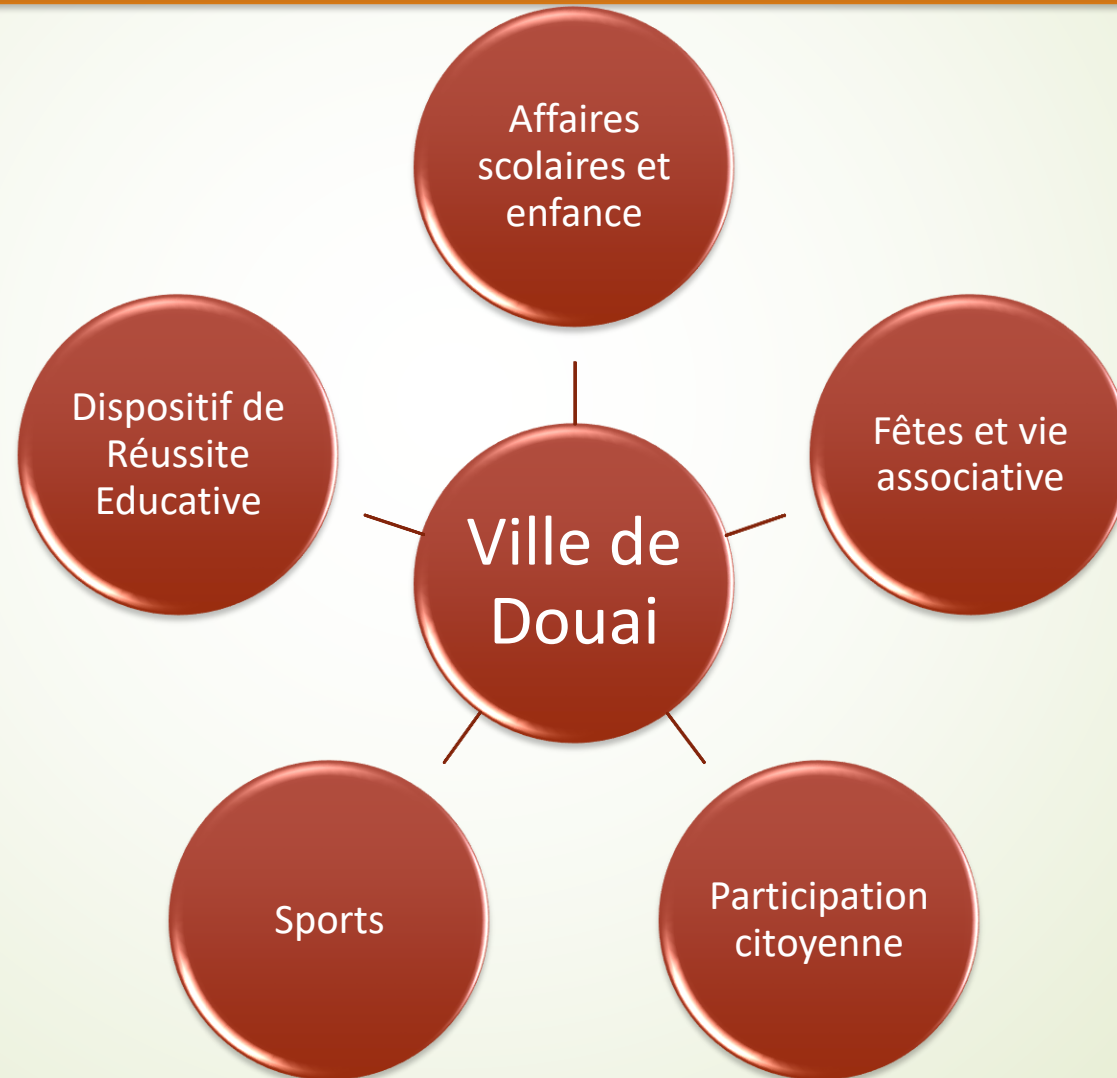 Affaires
scolaires et
enfance
Dispositif de
Réussite
Educative
Fêtes et vie
associative
Ville de
Douai
Sports
Participation
citoyenne